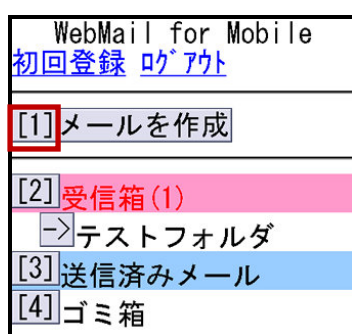 WebMail for Mobile
初回登録 ﾛｸﾞｱｳﾄ
[1]メールを作成
[2]受信箱(1)
->テストフォルダ
[3]送信済みメール
[4]ゴミ箱